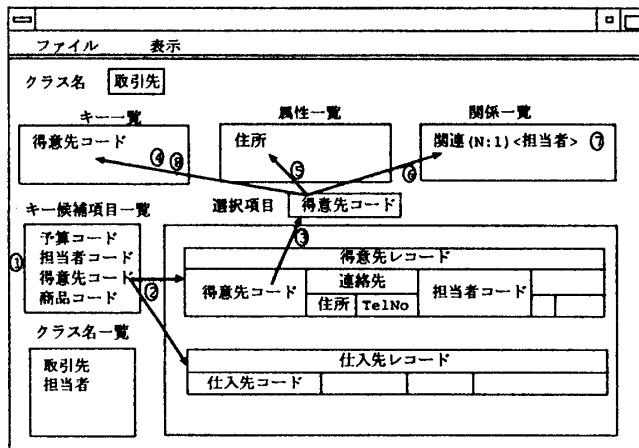 ファイル 表示
クラス名 取引先
キー一覧 属性一覧 関係一覧
得意先コード 住所 関連(N:1)<担当者> ⑦
④ ⑧ ⑤ ⑥
キー候補項目一覧 選択項目 得意先コード
① 予算コード
担当者コード
得意先コード
商品コード
② ③
得意先レコード
得意先コード 連絡先 担当者コード
住所 TelNo
クラス名一覧
取引先
担当者
仕入先レコード
仕入先コード